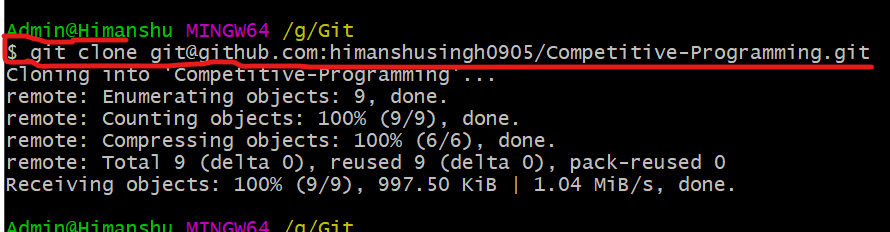 Admin@Himanshu MINGW64 /g/Git
$ git clone git@github.com:himanshusingh0905/Competitive-Programming.git
Cloning into 'Competitive-Programming'...
remote: Enumerating objects: 9, done.
remote: Counting objects: 100% (9/9), done.
remote: Compressing objects: 100% (6/6), done.
remote: Total 9 (delta 0), reused 9 (delta 0), pack-reused 0
Receiving objects: 100% (9/9), 997.50 KiB | 1.04 MiB/s, done.
Admin@Himanshu MINGW64 /g/Git